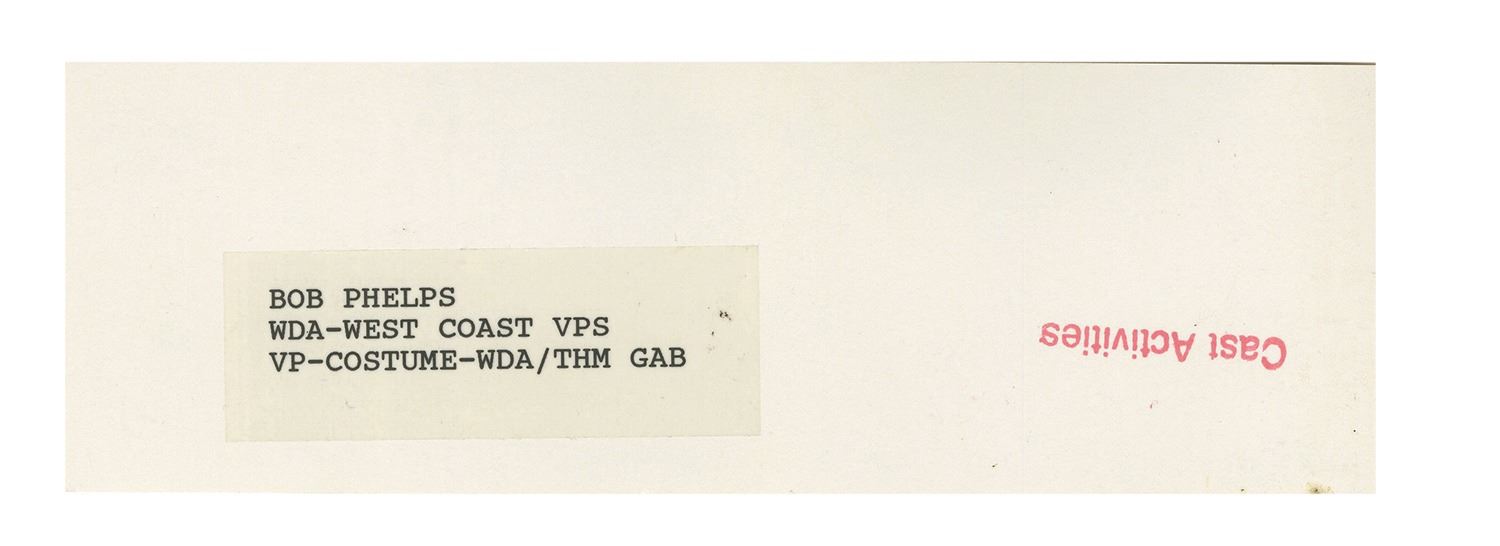 BOB PHELPS
WDA-WEST COAST VPS
VP-COSTUME-WDA/THM GAB
Cast Activities